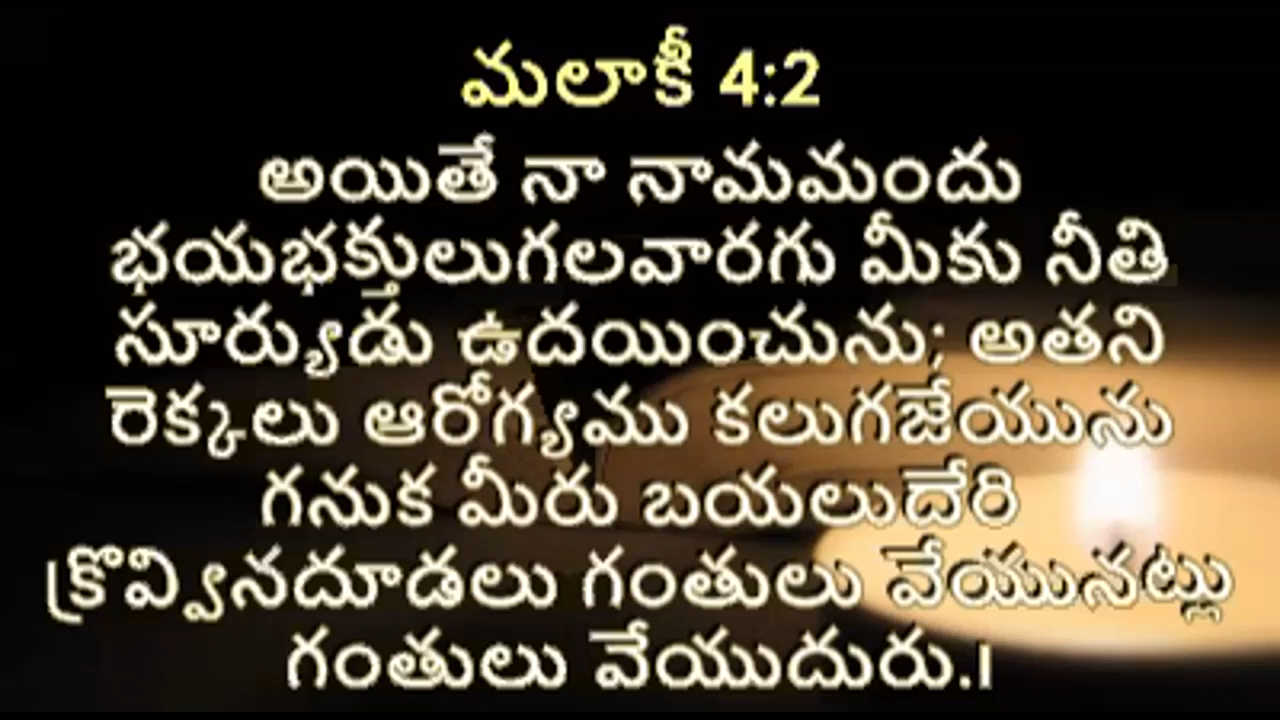 మలాకీ 4:2
అయితే నా నామమందు
భయభక్తులుగలవారగు మీకు నీతి
సూర్యుడు ఉదయించును; అతని
రెక్కలు ఆరోగ్యము కలుగజేయును
గనుక మీరు బయలుదేరి
క్రొవ్వినదూడలు గంతులు వేయునట్లు
గంతులు వేయుదురు.।